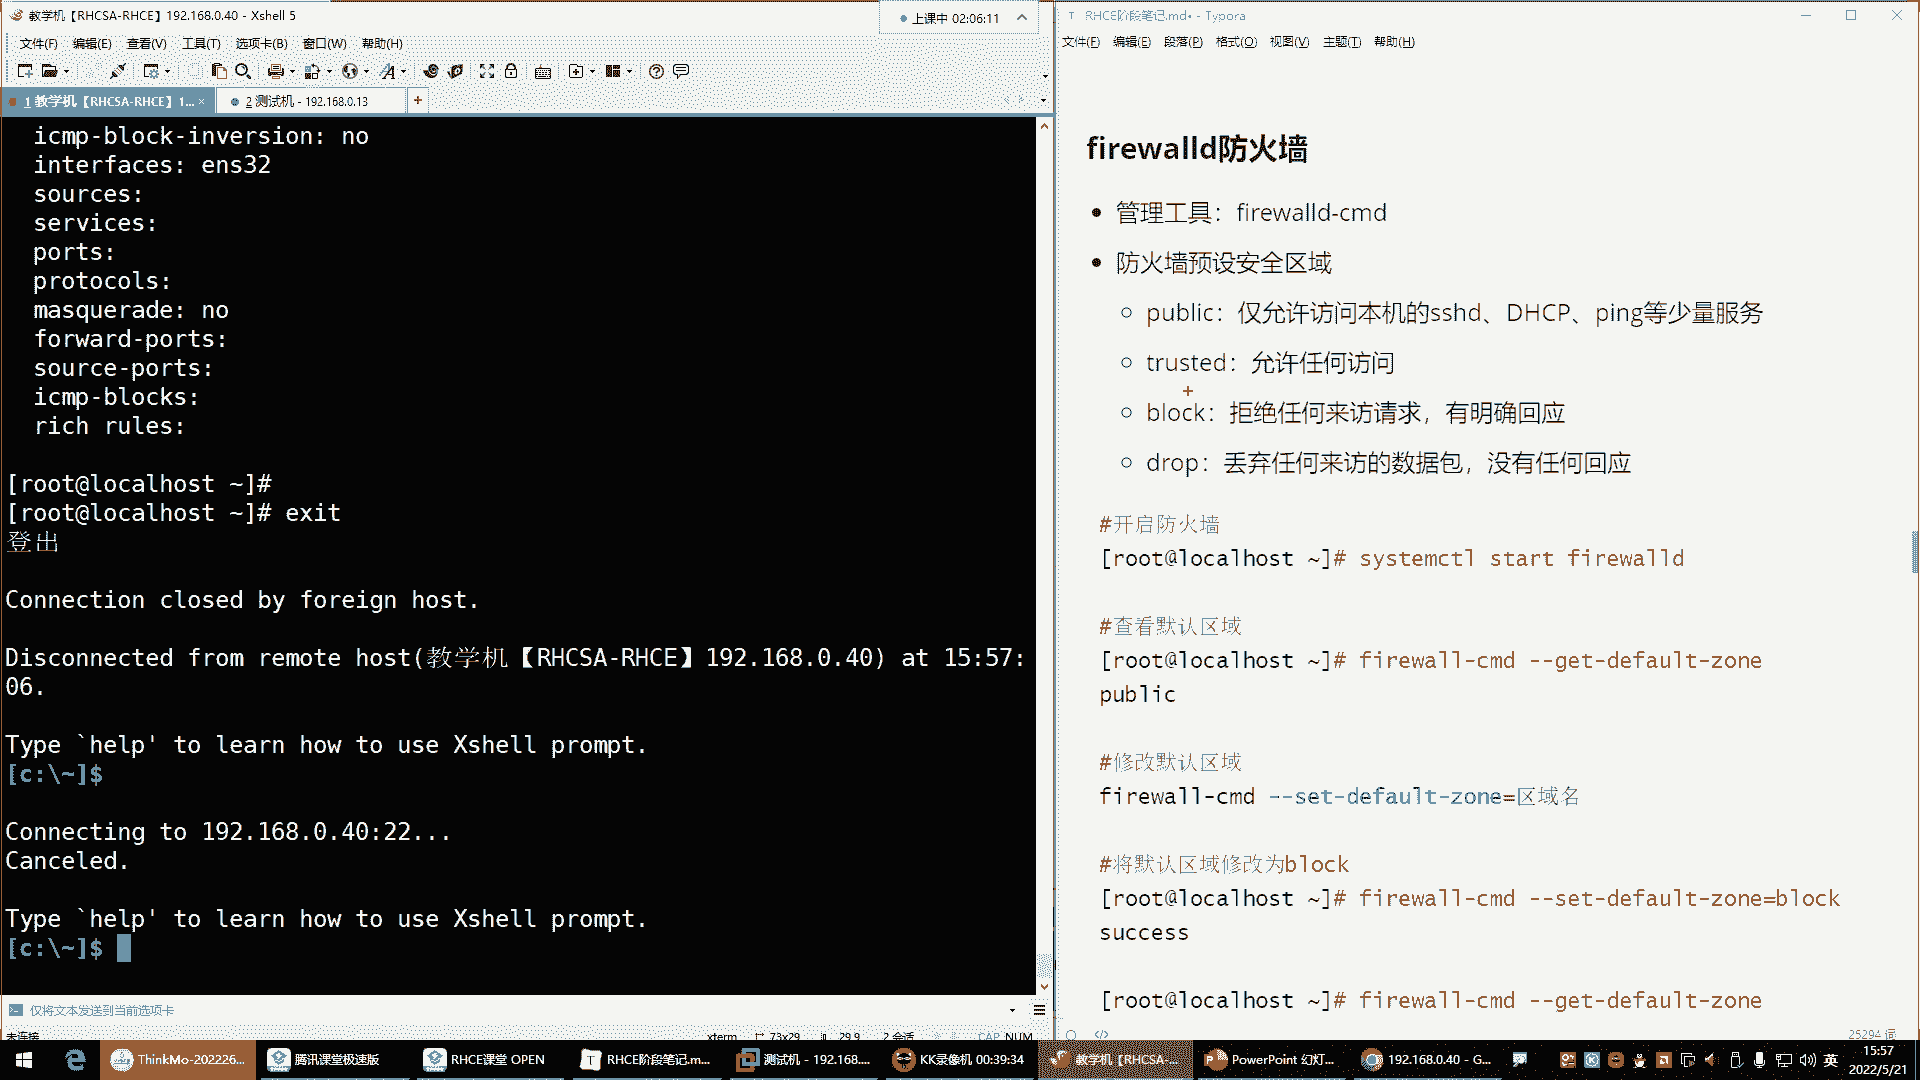 教学机【RHCSA-RHCE】192.168.0.40 - Xshell 5
上课中 02:06:11
文件(F) 编辑(E) 查看(V) 工具(T) 选项卡(B) 窗口(W) 帮助(H)
1 教学机【RHCSA-RHCE】1... ×
2 测试机 - 192.168.0.13
icmp-block-inversion: no
interfaces: ens32
sources:
services:
ports:
protocols:
masquerade: no
forward-ports:
source-ports:
icmp-blocks:
rich rules:
[root@localhost ~]#
[root@localhost ~]# exit
登出
Connection closed by foreign host.
Disconnected from remote host(教学机【RHCSA-RHCE】192.168.0.40) at 15:57:
06.
Type `help' to learn how to use Xshell prompt.
[c:\~]$
Connecting to 192.168.0.40:22...
Canceled.
Type `help' to learn how to use Xshell prompt.
[c:\~]$
仅将文本发送到当前选项卡
未连接 xterm 73x29 29,9 2 会话 CAP NUM
RHCE阶段笔记.md• - Typora
文件(F) 编辑(E) 段落(P) 格式(O) 视图(V) 主题(T) 帮助(H)
firewalld防火墙
管理工具：firewalld-cmd
防火墙预设安全区域
public：仅允许访问本机的sshd、DHCP、ping等少量服务
trusted：允许任何访问
block：拒绝任何来访请求，有明确回应
drop：丢弃任何来访的数据包，没有任何回应
#开启防火墙
[root@localhost ~]# systemctl start firewalld
#查看默认区域
[root@localhost ~]# firewall-cmd --get-default-zone
public
#修改默认区域
firewall-cmd --set-default-zone=区域名
#将默认区域修改为block
[root@localhost ~]# firewall-cmd --set-default-zone=block
success
[root@localhost ~]# firewall-cmd --get-default-zone
25294 词
ThinkMo-202226... 腾讯课堂极速版 RHCE课堂 OPEN RHCE阶段笔记.m... 测试机 - 192.168.... KK录像机 00:39:34 教学机【RHCSA-... PowerPoint 幻灯... 192.168.0.40 - G... 英
15:57
2022/5/21